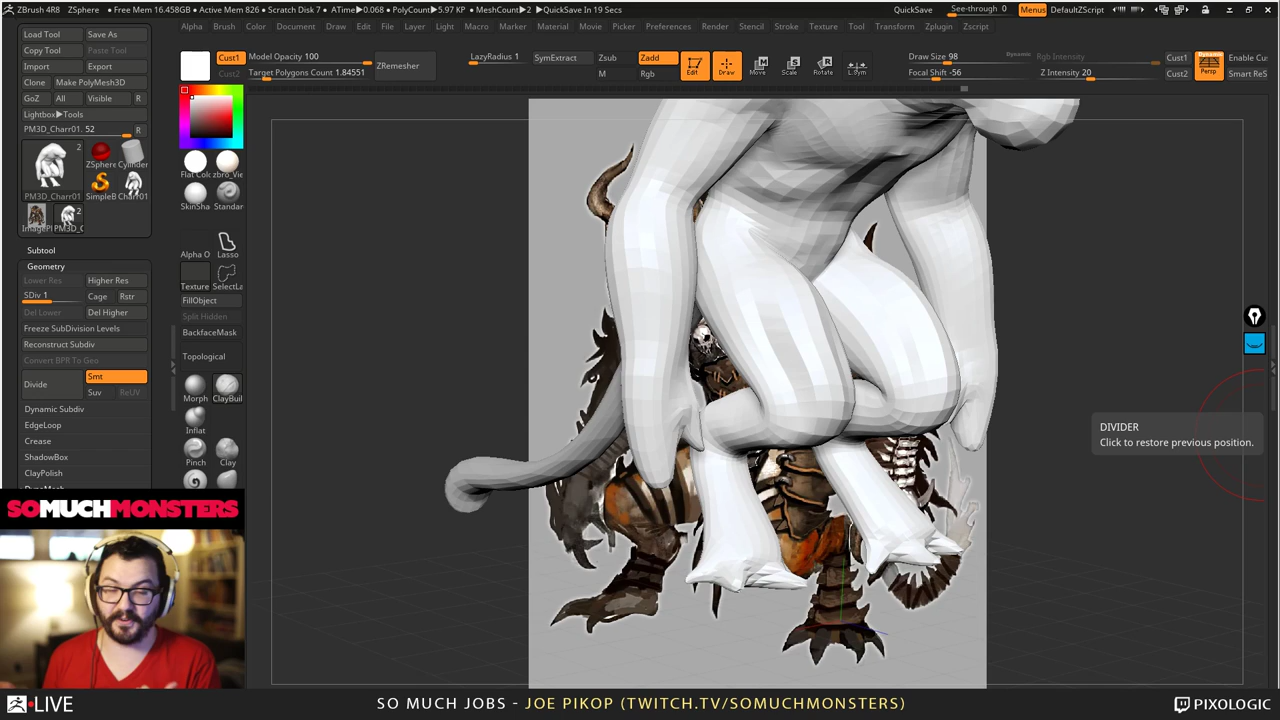 ZBrush 4R8 • ZSphere ● Free Mem 16.458GB ● Active Mem 826 ● Scratch Disk 7 ● ATime▶0.068 ● PolyCount▶5.97 KP ● MeshCount▶2 ▶QuickSave In 19 Secs
QuickSave
See-through 0
Menus
DefaultZScript
Alpha Brush Color Document Draw Edit File Layer Light Macro Marker Material Movie Picker Preferences Render Stencil Stroke Texture Tool Transform Zplugin Zscript
Load Tool Save As
Copy Tool Paste Tool
Import Export
Clone Make PolyMesh3D
GoZ All Visible R
Lightbox▶Tools
PM3D_Charr01. 52 R
2
ZSphere Cylinder
PM3D_Charr01 SimpleB Charr01
2
ImageP PM3D_C
Subtool
Geometry
Lower Res Higher Res
SDiv 1 Cage Rstr
Del Lower Del Higher
Freeze SubDivision Levels
Reconstruct Subdiv
Convert BPR To Geo
Divide
Smt
Suv ReUV
Dynamic Subdiv
EdgeLoop
Crease
ShadowBox
ClayPolish
Cust1
Cust2
Model Opacity 100
Target Polygons Count 1.84551
ZRemesher
LazyRadius 1
SymExtract
Zsub Zadd
M Rgb
Edit Draw Move Scale Rotate L.Sym
Draw Size 98
Dynamic
Focal Shift -56
Rgb Intensity
Z Intensity 20
Cust1
Cust2
Dynamic
Persp
Enable Cu
Smart ReS
Flat Col zbro_Vie
SkinSha Standar
Alpha O Lasso
Texture SelectLa
FillObject
Split Hidden
BackfaceMask
Topological
Morph ClayBuil
Inflat
Pinch Clay
DIVIDER
Click to restore previous position.
SOMUCHMONSTERS
LIVE
SO MUCH JOBS - JOE PIKOP (TWITCH.TV/SOMUCHMONSTERS)
PIXOLOGIC